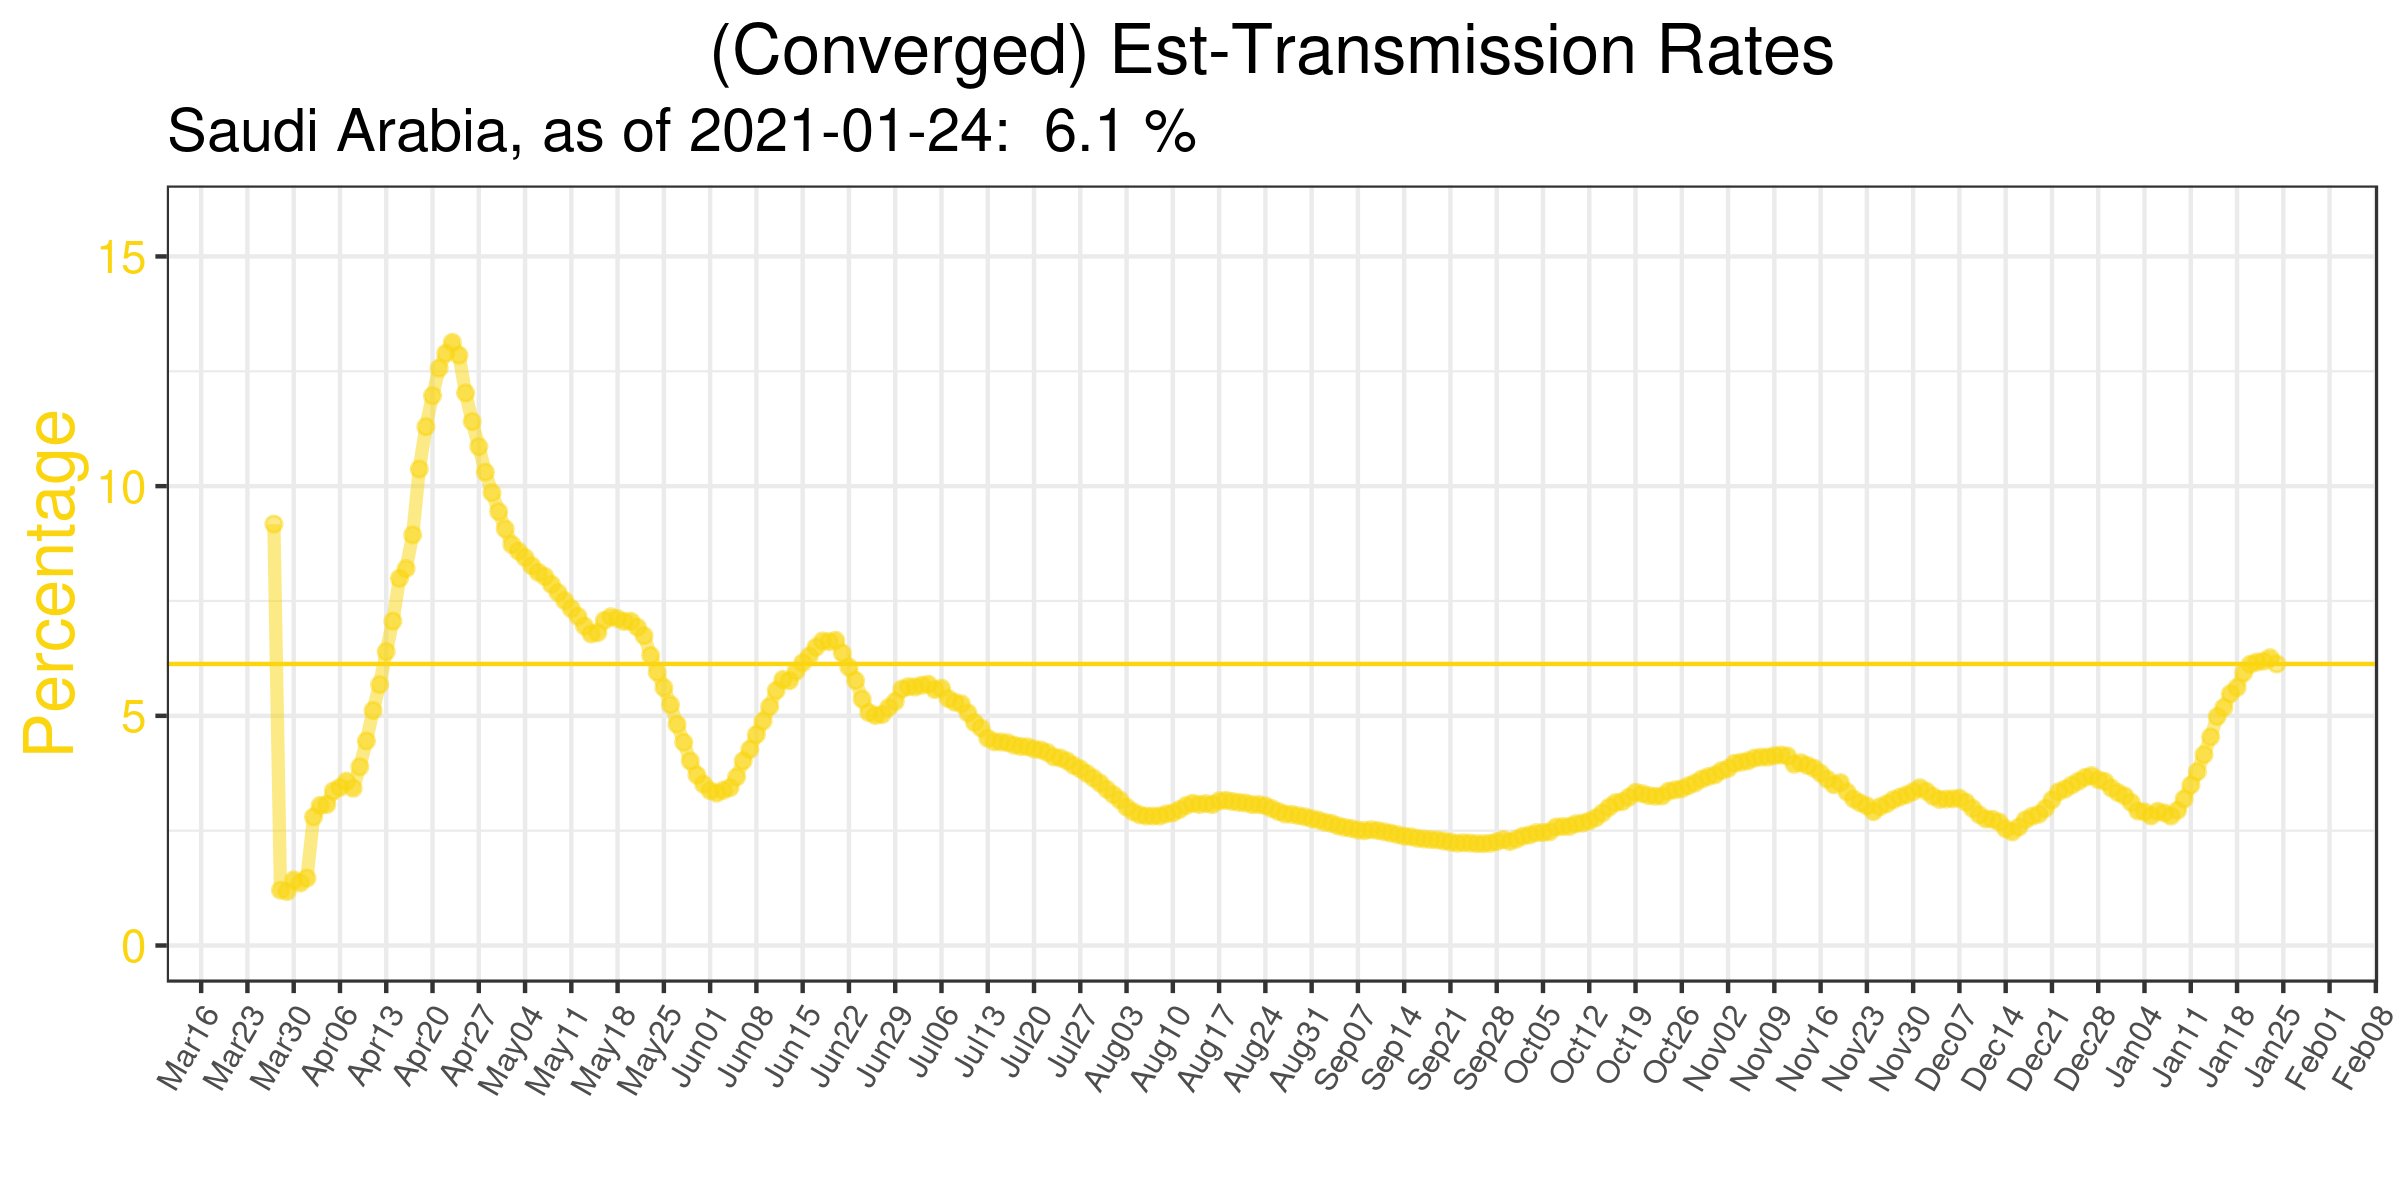 (Converged) Est-Transmission Rates
Saudi Arabia, as of 2021-01-24:  6.1 %
Percentage
15
10
5
0
Mar16
Mar23
Mar30
Apr06
Apr13
Apr20
Apr27
May04
May11
May18
May25
Jun01
Jun08
Jun15
Jun22
Jun29
Jul06
Jul13
Jul20
Jul27
Aug03
Aug10
Aug17
Aug24
Aug31
Sep07
Sep14
Sep21
Sep28
Oct05
Oct12
Oct19
Oct26
Nov02
Nov09
Nov16
Nov23
Nov30
Dec07
Dec14
Dec21
Dec28
Jan04
Jan11
Jan18
Jan25
Feb01
Feb08